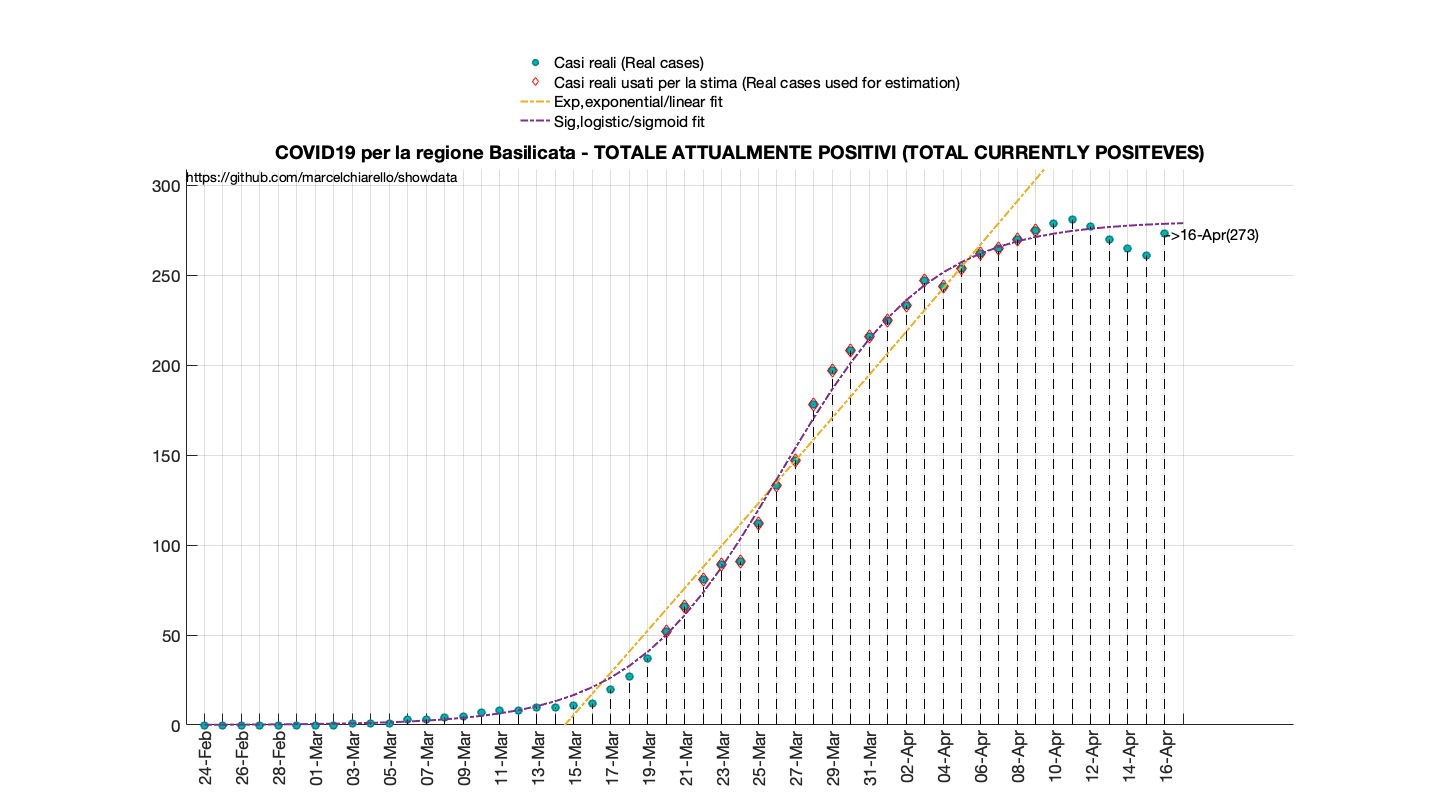 Casi reali (Real cases)
Casi reali usati per la stima (Real cases used for estimation)
Exp,exponential/linear fit
Sig,logistic/sigmoid fit
COVID19 per la regione Basilicata - TOTALE ATTUALMENTE POSITIVI (TOTAL CURRENTLY POSITEVES)
https://github.com/marcelchiarello/showdata
300
250
200
150
100
50
0
->16-Apr(273)
24-Feb
26-Feb
28-Feb
01-Mar
03-Mar
05-Mar
07-Mar
09-Mar
11-Mar
13-Mar
15-Mar
17-Mar
19-Mar
21-Mar
23-Mar
25-Mar
27-Mar
29-Mar
31-Mar
02-Apr
04-Apr
06-Apr
08-Apr
10-Apr
12-Apr
14-Apr
16-Apr